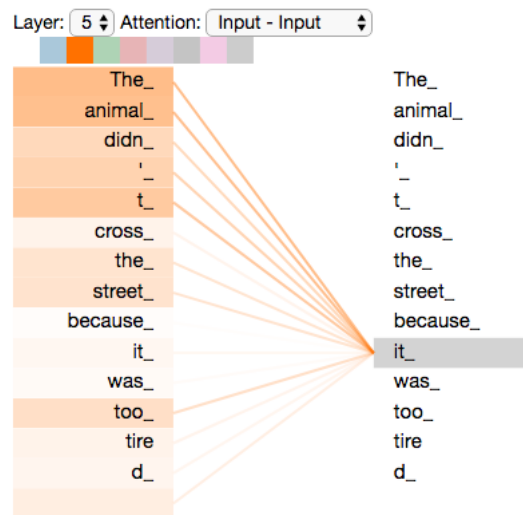 Layer: 5 Attention: Input - Input
The_ The_
animal_ animal_
didn_ didn_
'_ '_
t_ t_
cross_ cross_
the_ the_
street_ street_
because_ because_
it_ it_
was_ was_
too_ too_
tire tire
d_ d_